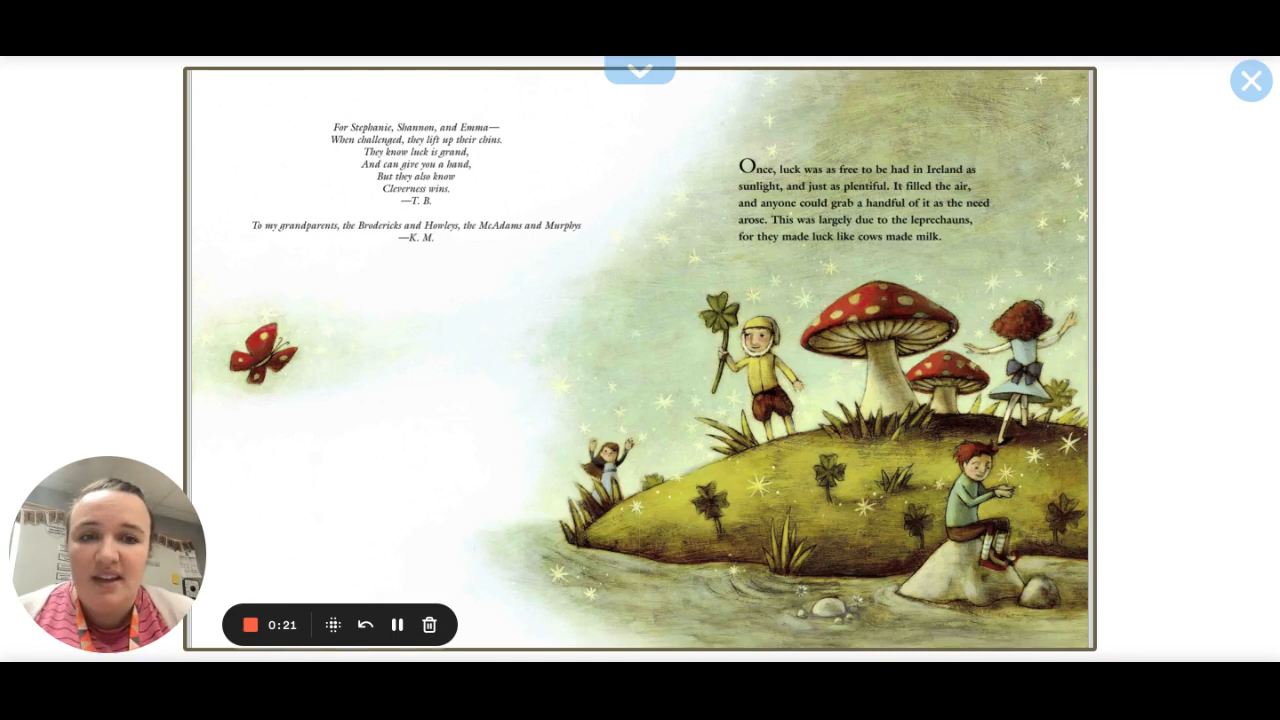 For Stephanie, Shannon, and Emma—
When challenged, they lift up their chins.
They know luck is grand,
And can give you a hand,
But they also know
Cleverness wins.
—T. B.
To my grandparents, the Brodericks and Howleys, the McAdams and Murphys
—K. M.
Once, luck was as free to be had in Ireland as
sunlight, and just as plentiful. It filled the air,
and anyone could grab a handful of it as the need
arose. This was largely due to the leprechauns,
for they made luck like cows made milk.
0:21